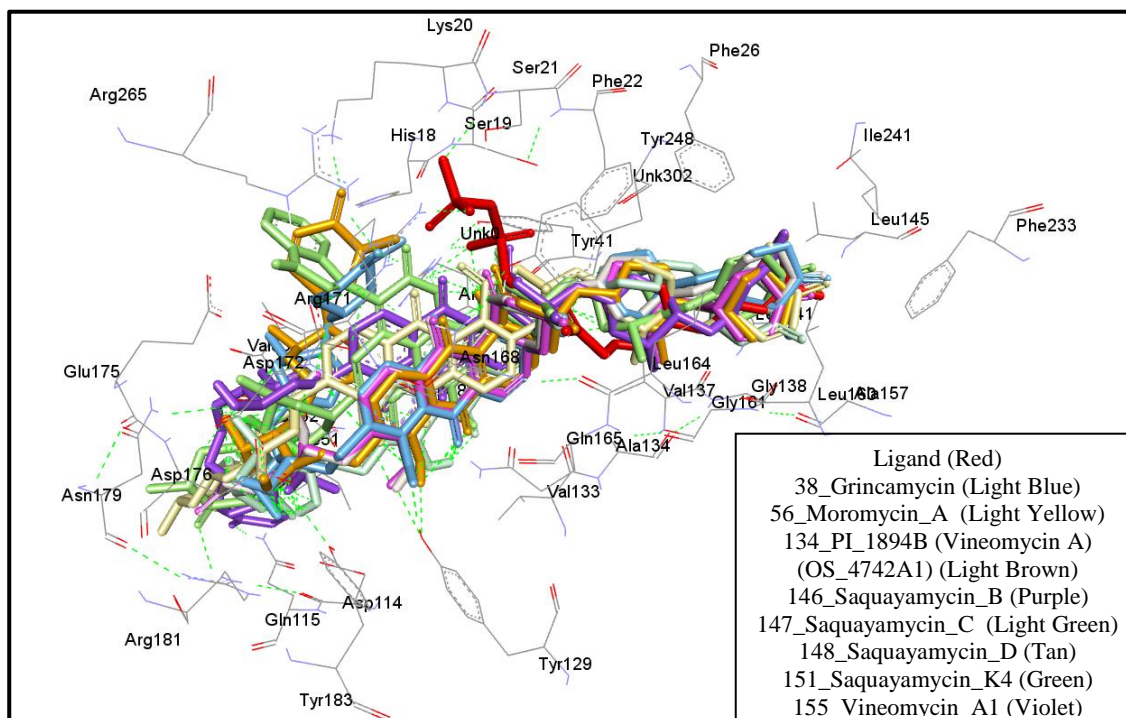 Lys20
Phe26
Ser21
Arg265
Phe22
Ser19
His18
Tyr248
Ile241
Unk302
Leu145
Phe233
Unk0
Tyr41
Arg171
Asn168
Asp172
Leu164
Glu175
Val137
Gly138
Gly161
Ala157
Gln165
Ala134
Asp176
Asn179
Val133
Asp114
Gln115
Arg181
Tyr129
Tyr183
Ligand (Red)
38_Grincamycin (Light Blue)
56_Moromycin_A (Light Yellow)
134_PI_1894B (Vineomycin A)
(OS_4742A1) (Light Brown)
146_Saquayamycin_B (Purple)
147_Saquayamycin_C (Light Green)
148_Saquayamycin_D (Tan)
151_Saquayamycin_K4 (Green)
155_Vineomycin_A1 (Violet)